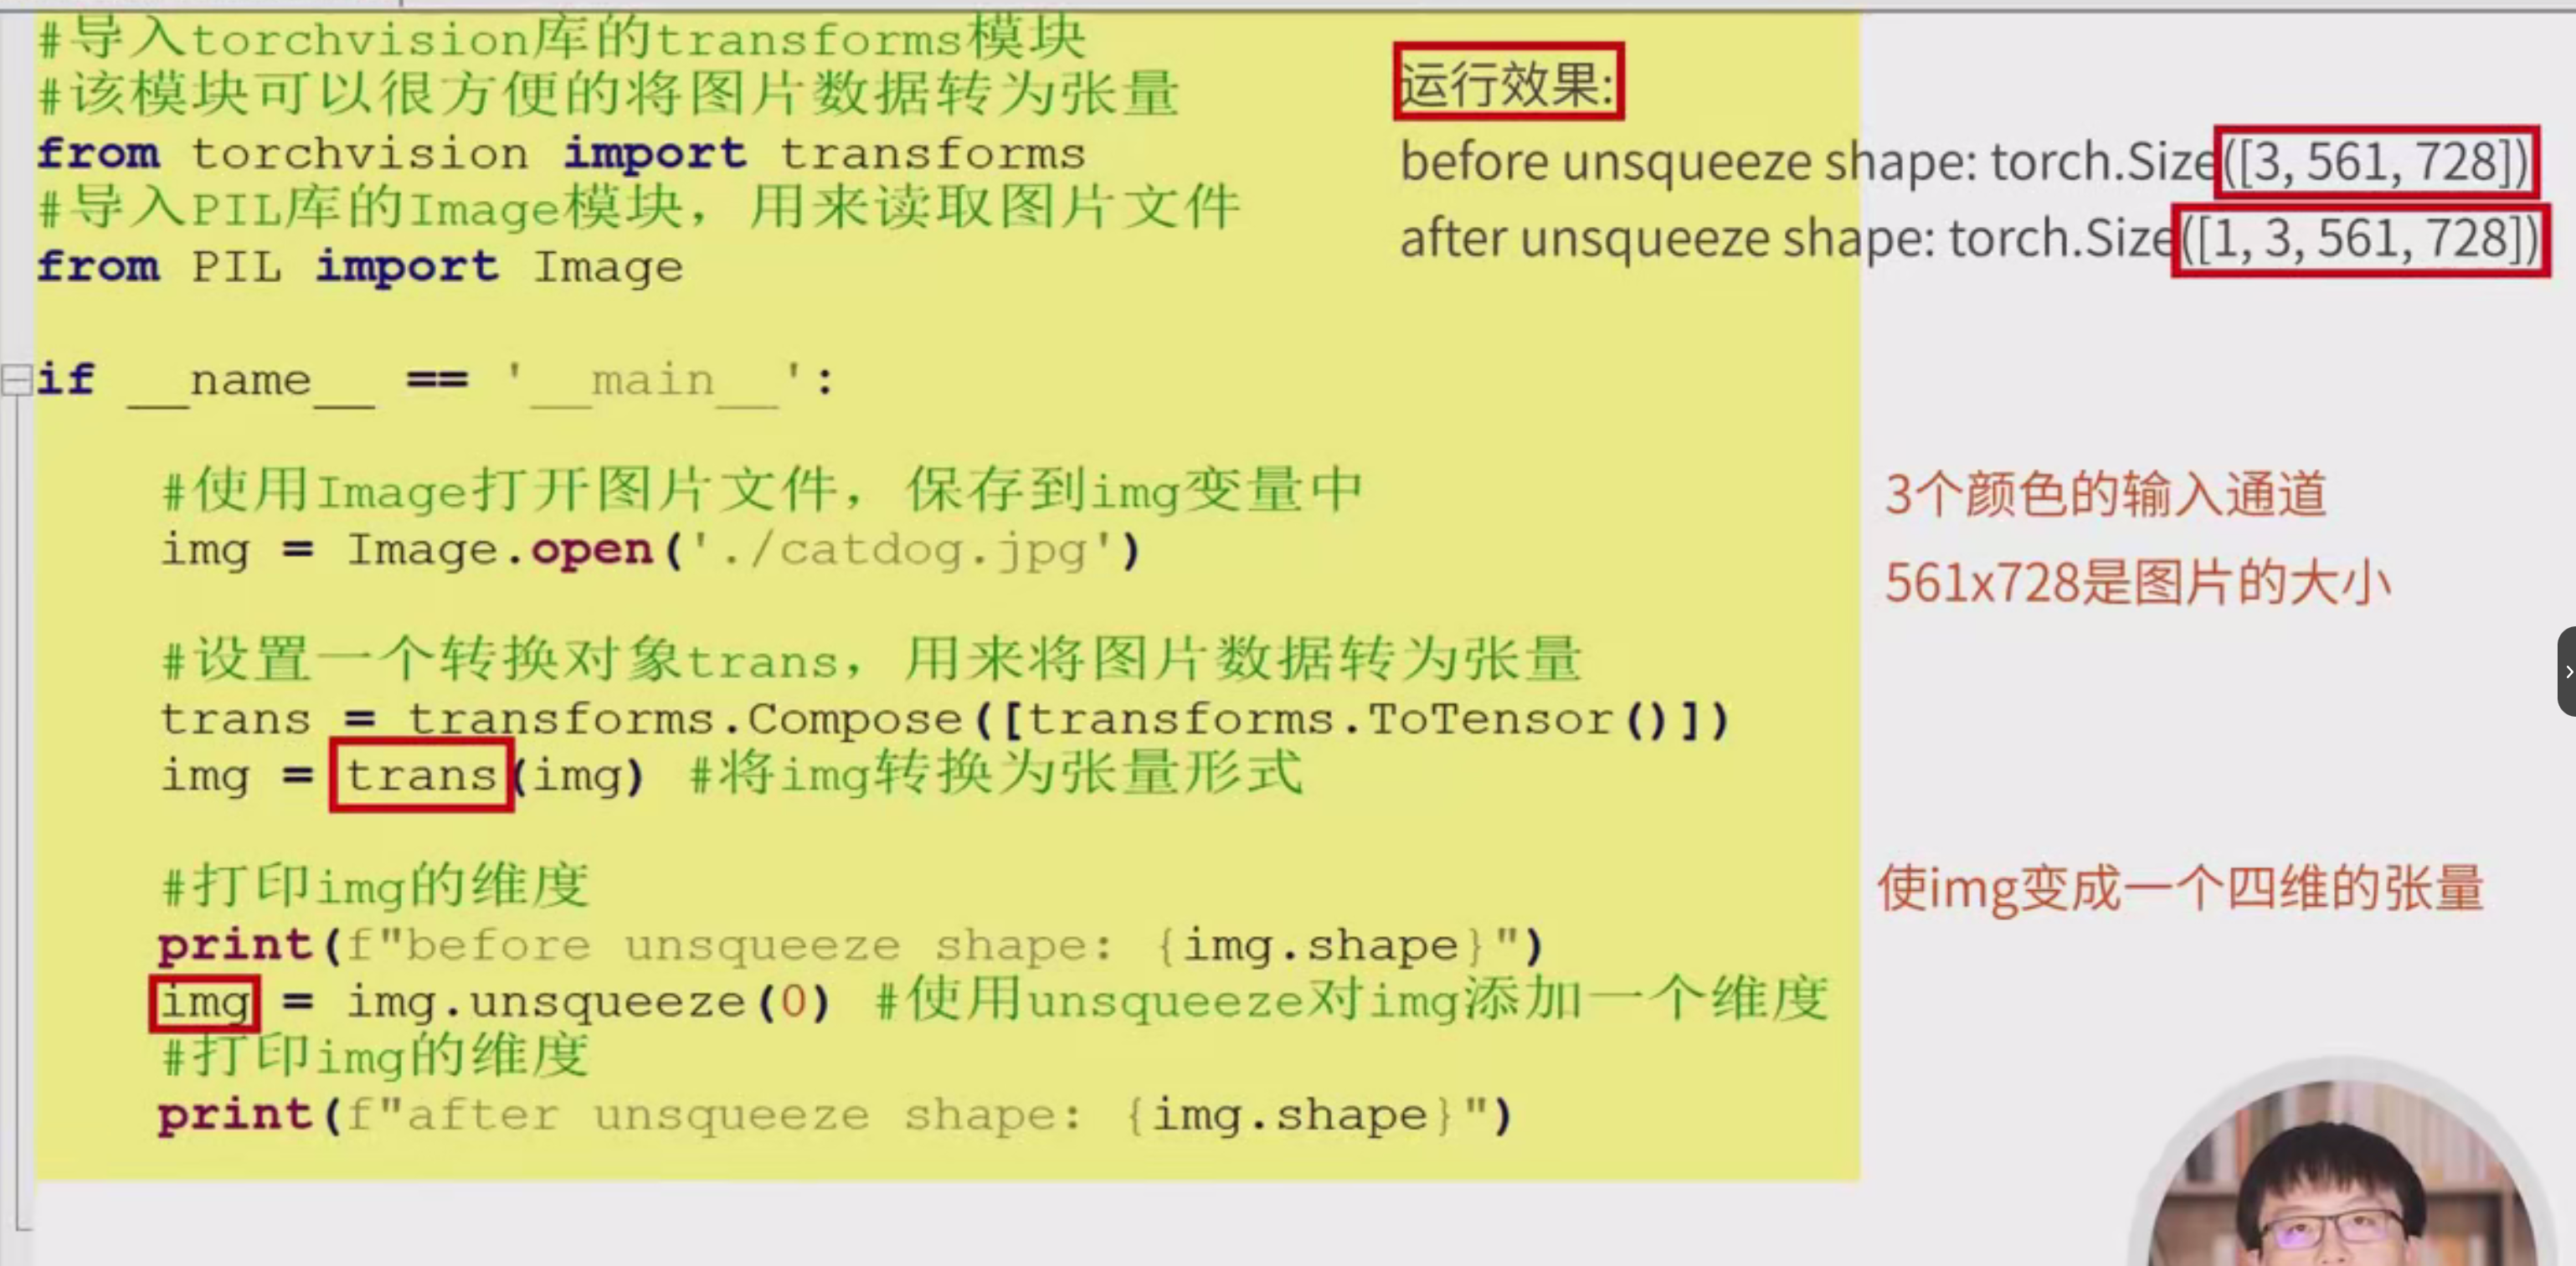 #导入torchvision库的transforms模块
#该模块可以很方便的将图片数据转为张量
from torchvision import transforms
#导入PIL库的Image模块，用来读取图片文件
from PIL import Image
if __name__ == '__main__':
#使用Image打开图片文件，保存到img变量中
img = Image.open('./catdog.jpg')
#设置一个转换对象trans，用来将图片数据转为张量
trans = transforms.Compose([transforms.ToTensor()])
img = trans(img) #将img转换为张量形式
#打印img的维度
print(f"before unsqueeze shape: {img.shape}")
img = img.unsqueeze(0) #使用unsqueeze对img添加一个维度
#打印img的维度
print(f"after unsqueeze shape: {img.shape}")
运行效果:
before unsqueeze shape: torch.Size([3, 561, 728])
after unsqueeze shape: torch.Size([1, 3, 561, 728])
3个颜色的输入通道
561x728是图片的大小
使img变成一个四维的张量